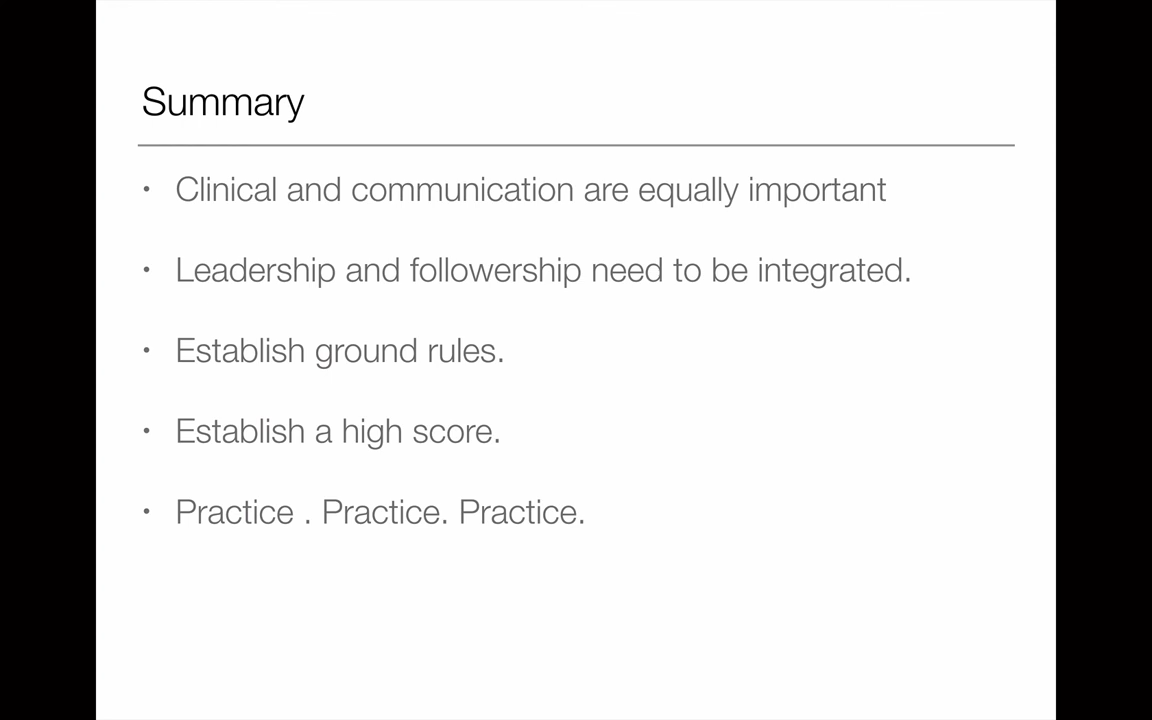 Summary
• Clinical and communication are equally important
• Leadership and followership need to be integrated.
• Establish ground rules.
• Establish a high score.
• Practice . Practice. Practice.